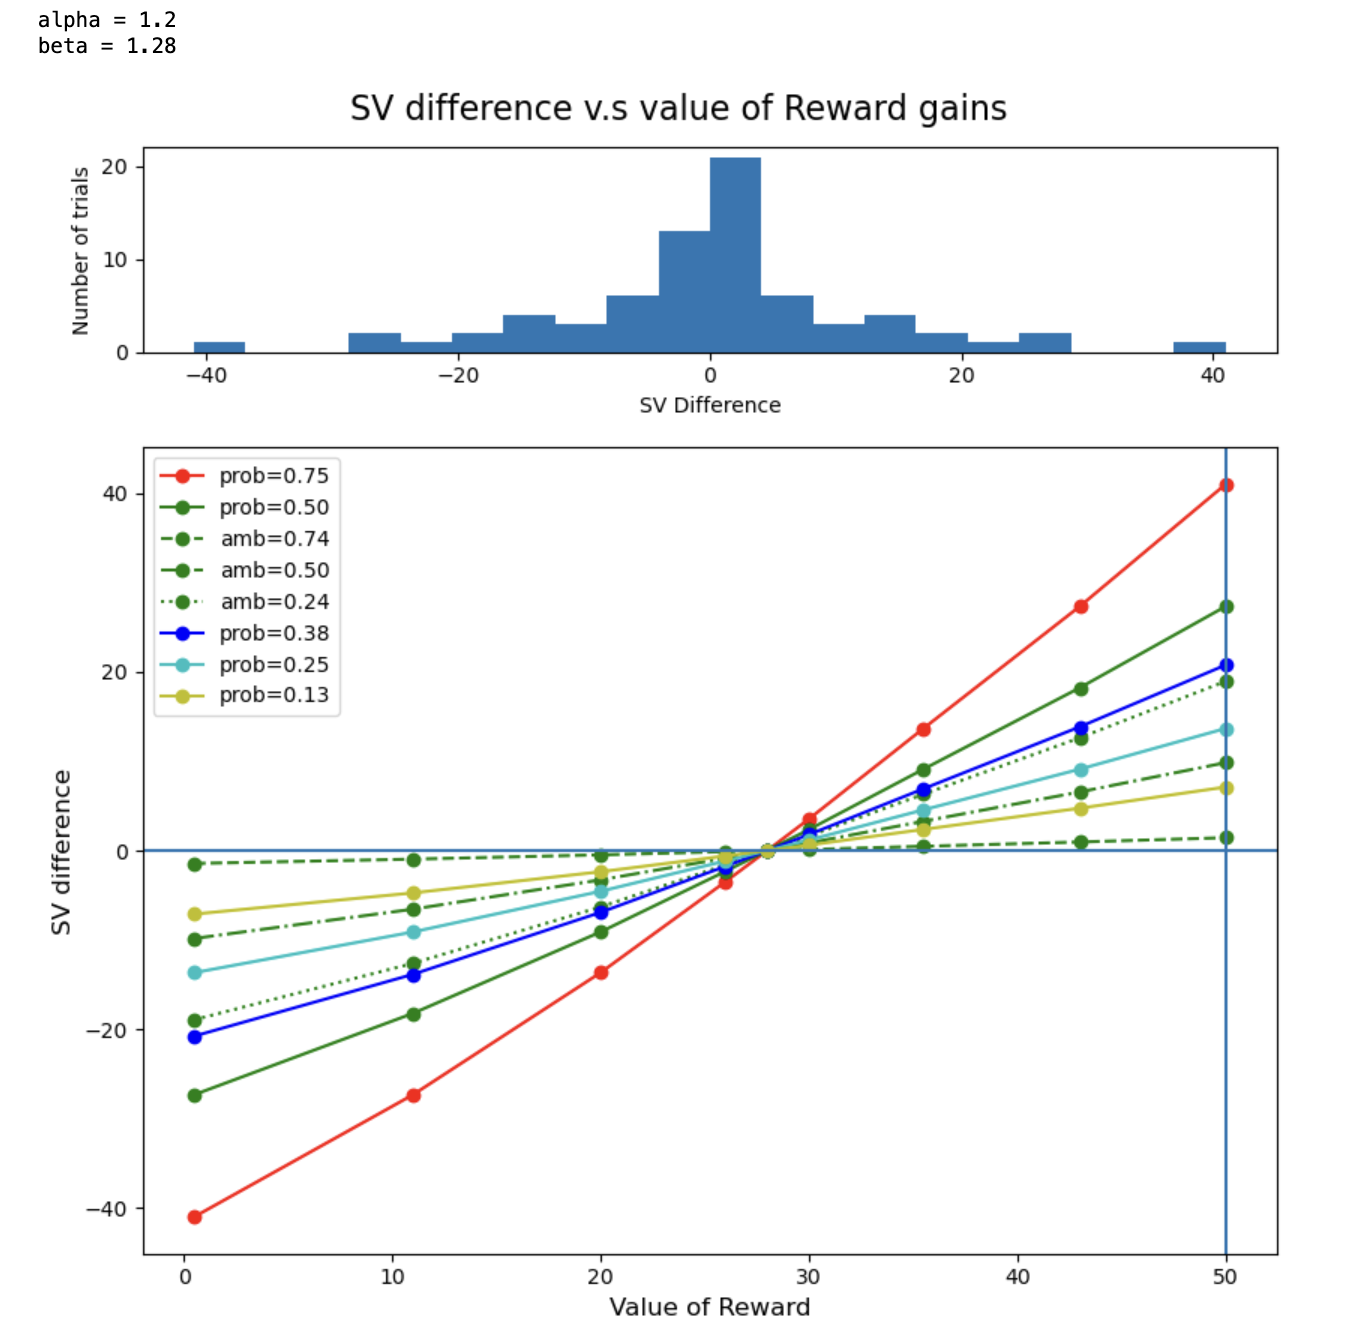 alpha = 1.2
beta = 1.28
SV difference v.s value of Reward gains
Number of trials
20
10
0
−40
−20
0
20
40
SV Difference
prob=0.75
prob=0.50
amb=0.74
amb=0.50
amb=0.24
prob=0.38
prob=0.25
prob=0.13
SV difference
40
20
0
−20
−40
0
10
20
30
40
50
Value of Reward